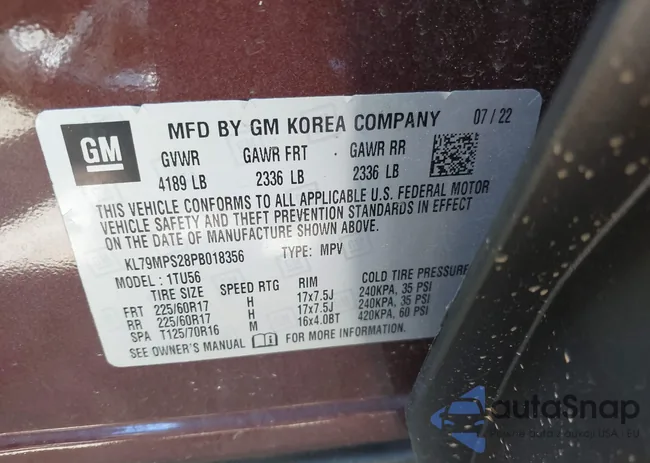 GM
MFD BY GM KOREA COMPANY 07 / 22
GVWR GAWR FRT GAWR RR
4189 LB 2336 LB 2336 LB
THIS VEHICLE CONFORMS TO ALL APPLICABLE U.S. FEDERAL MOTOR
VEHICLE SAFETY AND THEFT PREVENTION STANDARDS IN EFFECT
ON THE DATE OF MANUFACTURE SHOWN ABOVE.
KL79MPS28PB018356 TYPE: MPV
MODEL: 1TU56
TIRE SIZE SPEED RTG RIM COLD TIRE PRESSURE
FRT 225/60R17 H 17x7.5J 240KPA, 35 PSI
RR 225/60R17 H 17x7.5J 240KPA, 35 PSI
SPA T125/70R16 M 16x4.0BT 420KPA, 60 PSI
SEE OWNER'S MANUAL FOR MORE INFORMATION.
autoSnap